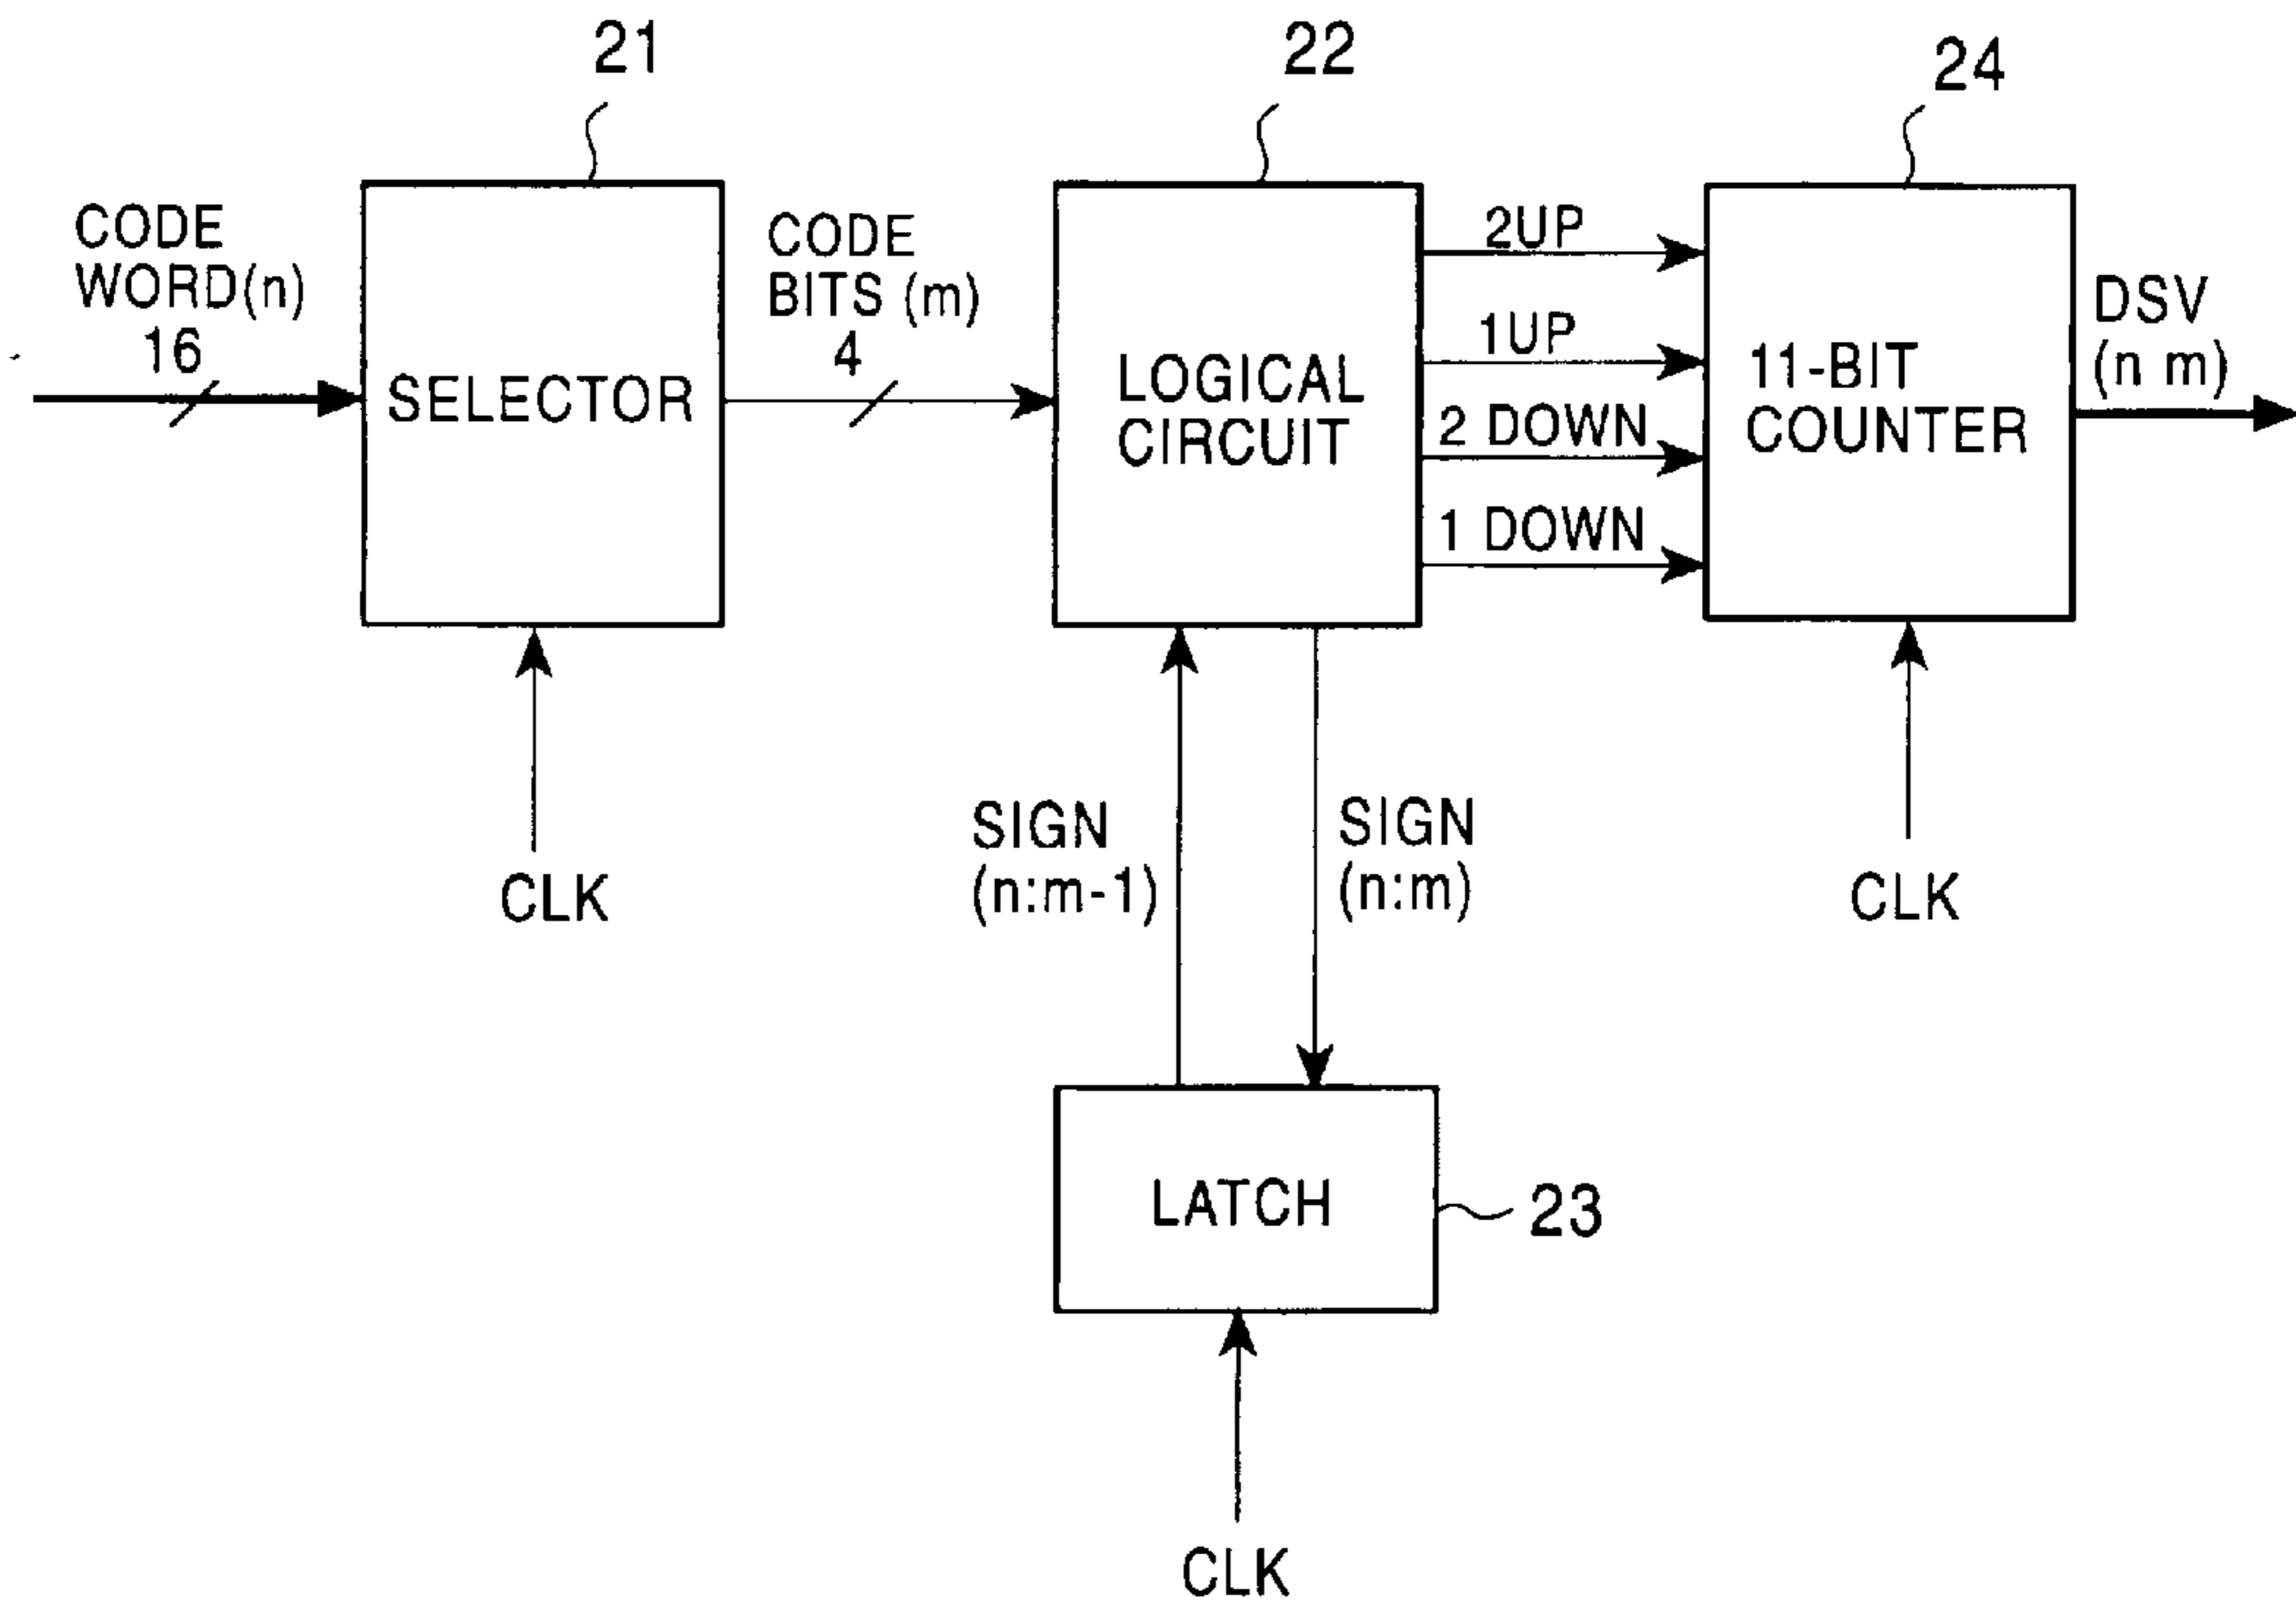 21
22
24
CODE
WORD(n)
16
SELECTOR
CODE
BITS (m)
4
LOGICAL
CIRCUIT
2UP
1UP
2 DOWN
1 DOWN
11-BIT
COUNTER
DSV
(n m)
CLK
SIGN
(n:m-1)
SIGN
(n:m)
CLK
LATCH
23
CLK